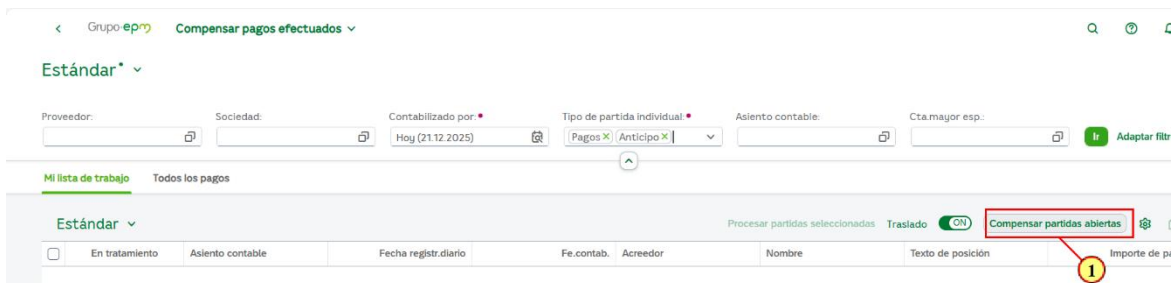 Grupo·epm Compensar pagos efectuados
Estándar*
Proveedor: Sociedad: Contabilizado por:* Tipo de partida individual:* Asiento contable: Cta.mayor esp.:
Hoy (21.12.2025) Pagos Anticipo Ir Adaptar filtr
Mi lista de trabajo Todos los pagos
Estándar Procesar partidas seleccionadas Traslado ON Compensar partidas abiertas
En tratamiento Asiento contable Fecha registr.diario Fe.contab. Acreedor Nombre Texto de posición Importe de pa
1